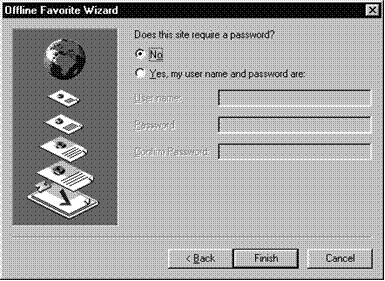 Offline Favorite Wizard
Does this site require a password?
No
Yes, my user name and password are:
User name:
Password:
Confirm Password:
< Back
Finish
Cancel